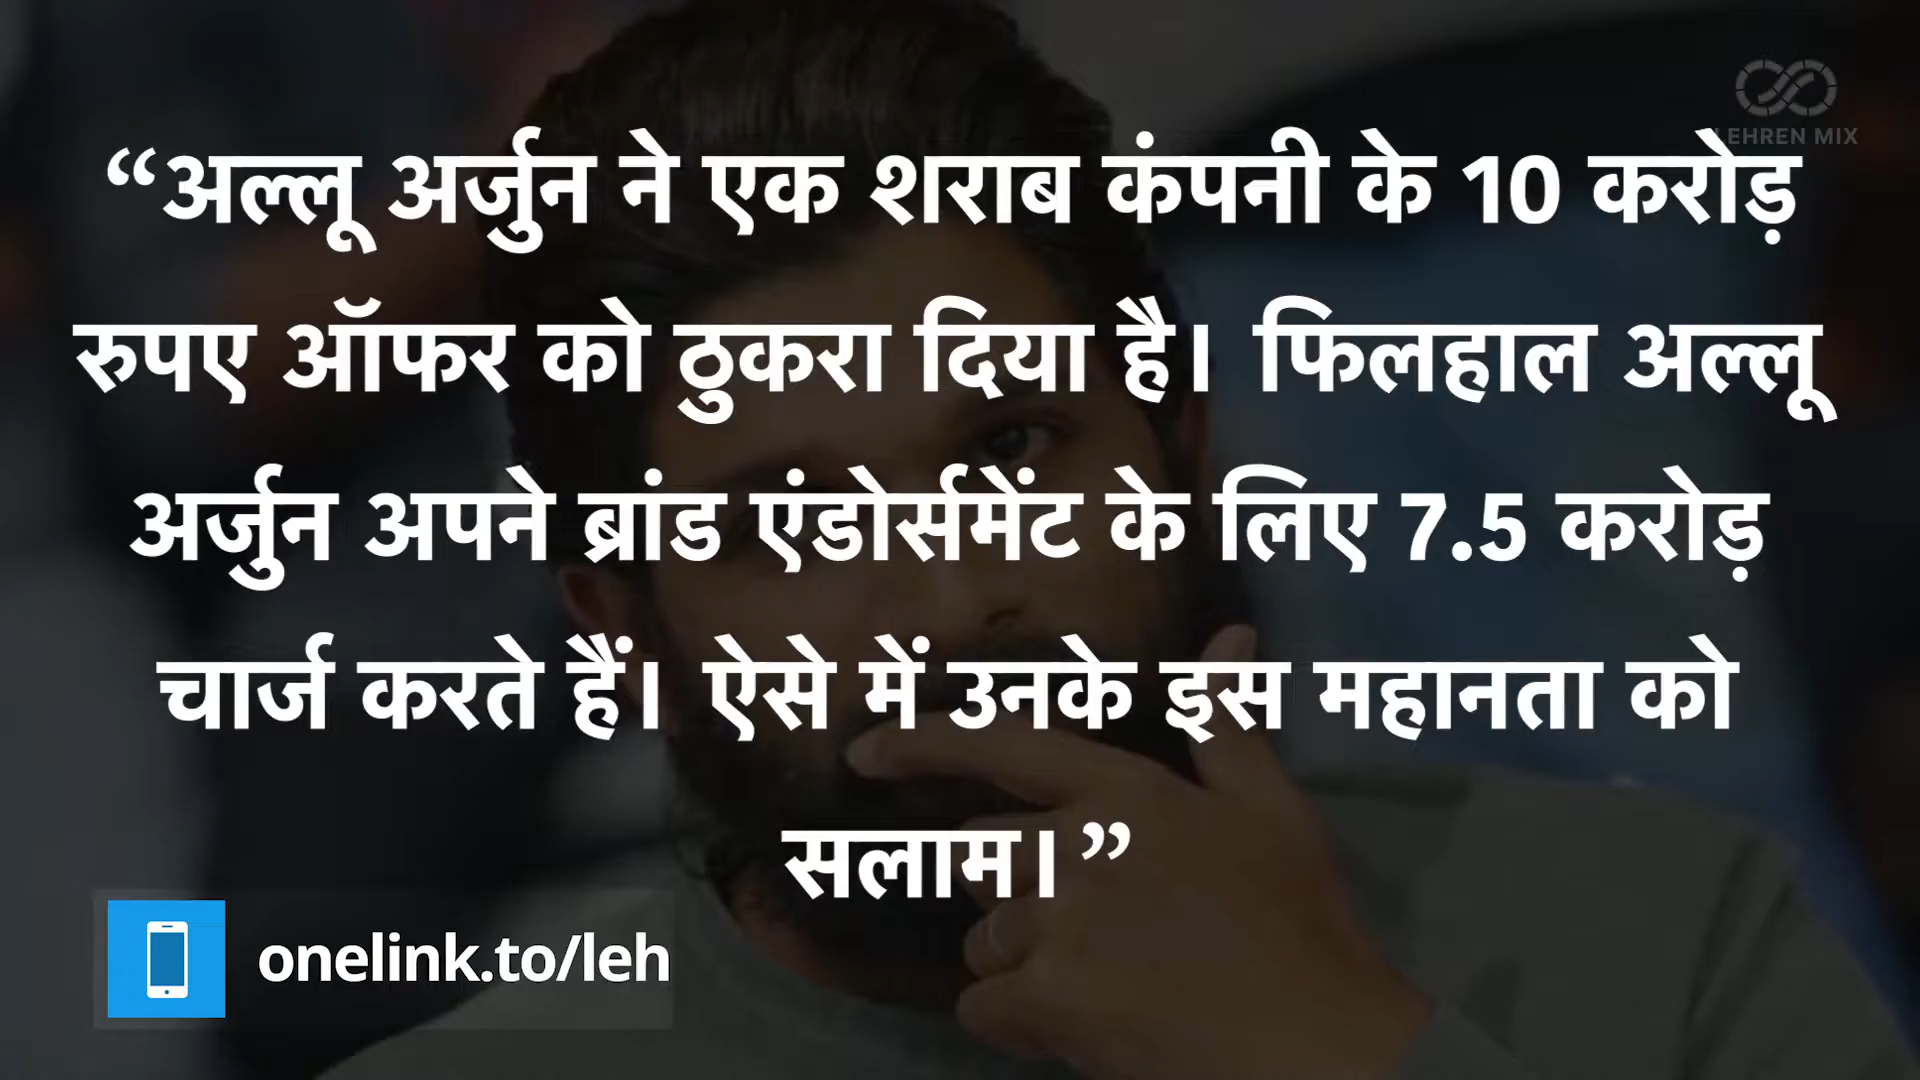 LEHREN MIX
“अल्लू अर्जुन ने एक शराब कंपनी के 10 करोड़
रुपए ऑफर को ठुकरा दिया है। फिलहाल अल्लू
अर्जुन अपने ब्रांड एंडोर्समेंट के लिए 7.5 करोड़
चार्ज करते हैं। ऐसे में उनके इस महानता को
सलाम।”
onelink.to/leh